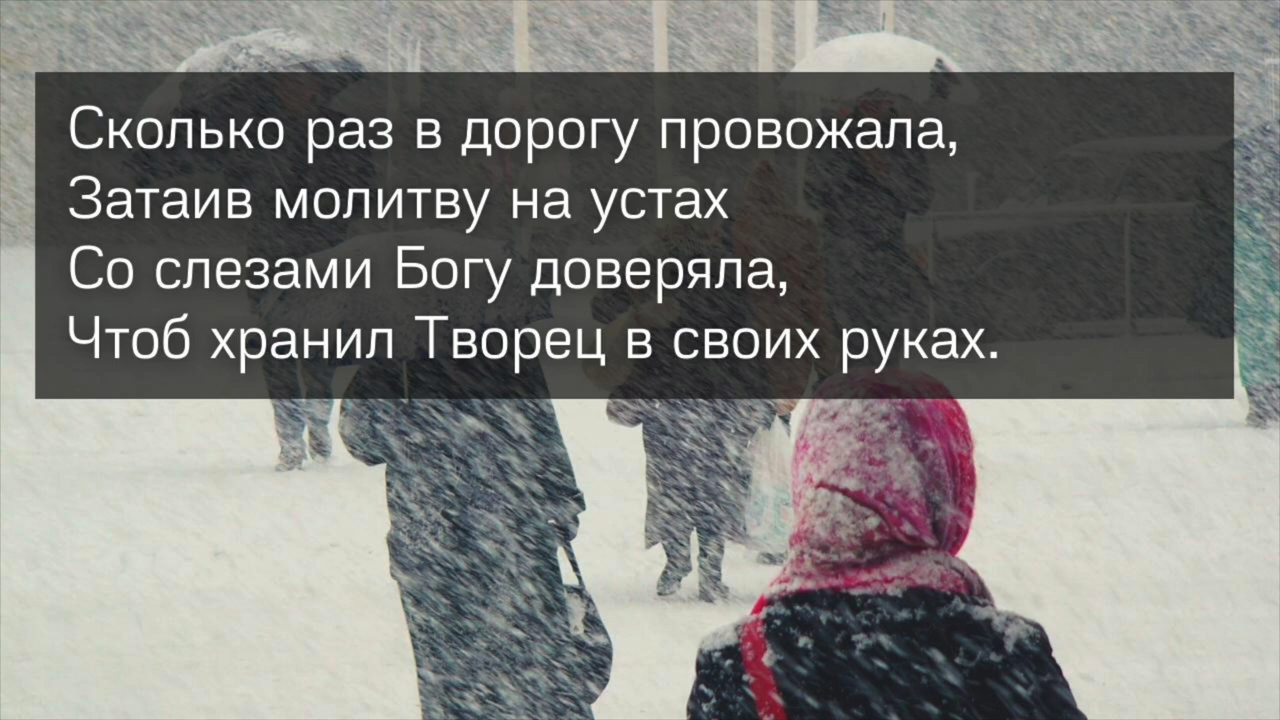 Сколько раз в дорогу провожала,
Затаив молитву на устах
Со слезами Богу доверяла,
Чтоб хранил Творец в своих руках.